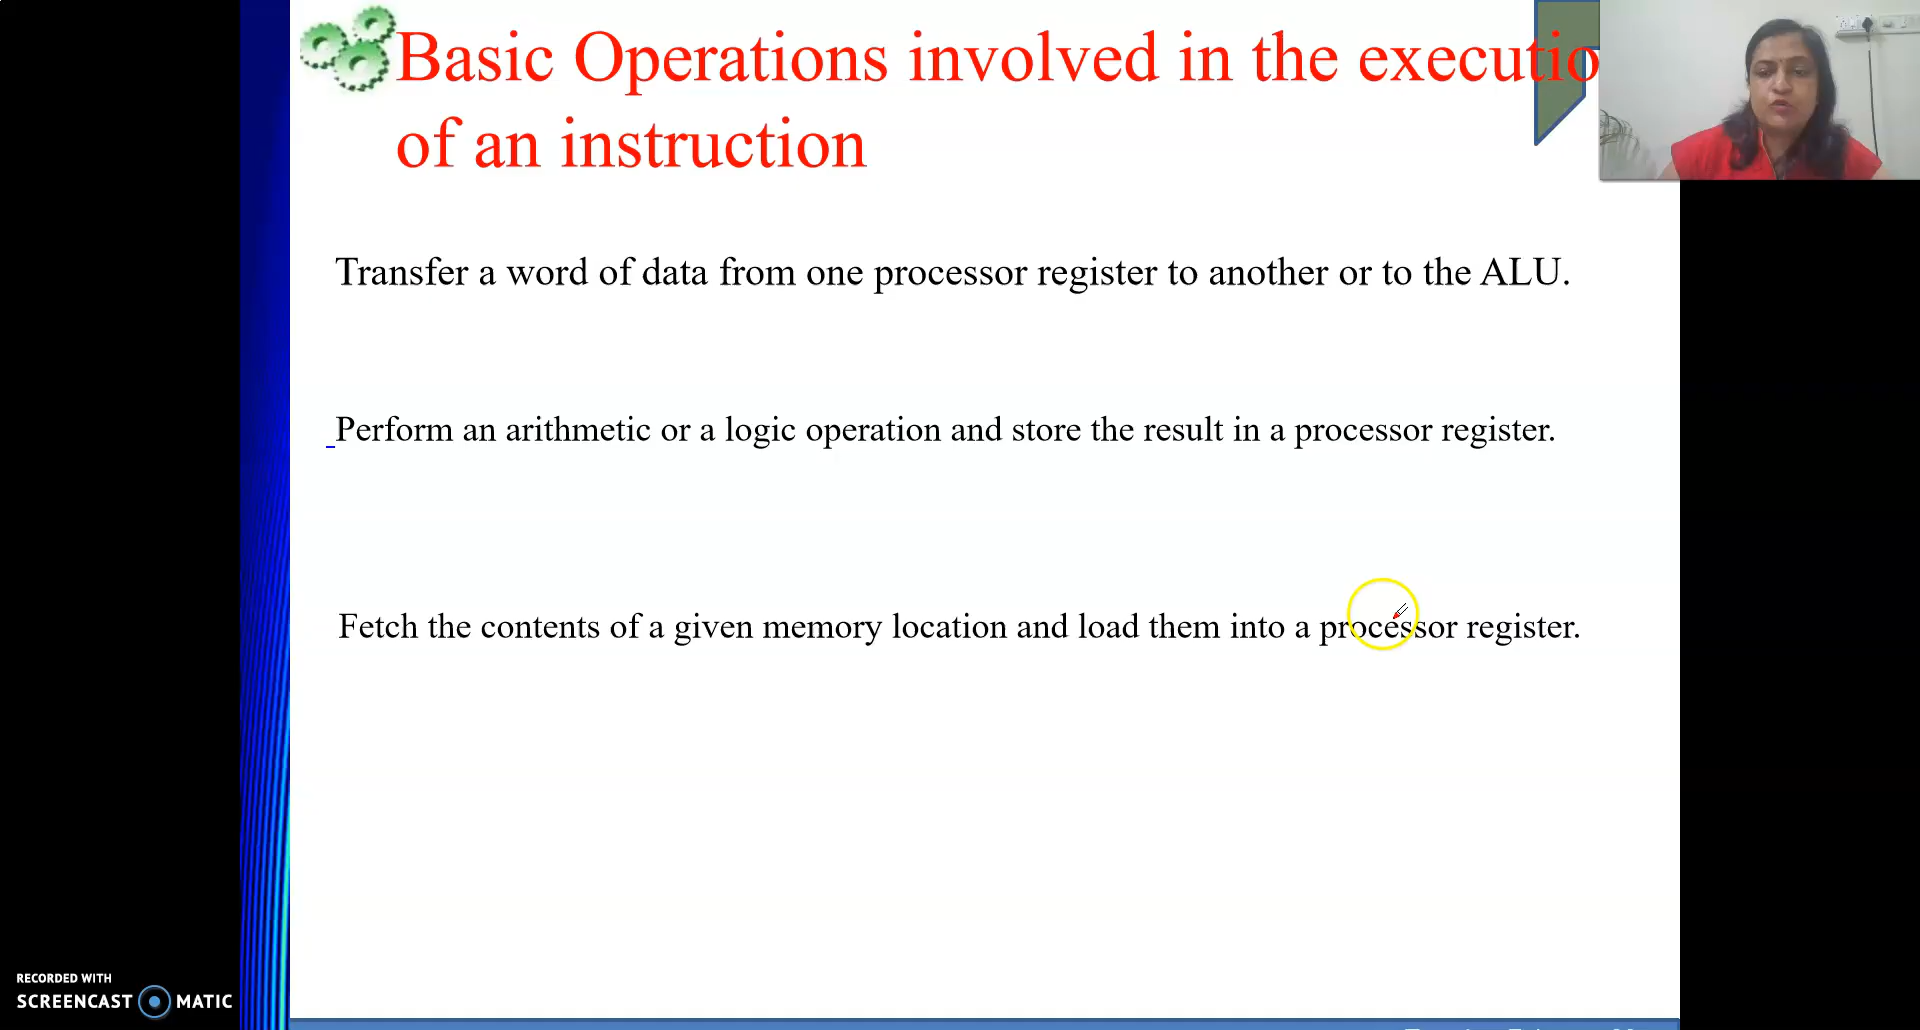 Basic Operations involved in the executio
of an instruction
Transfer a word of data from one processor register to another or to the ALU.
Perform an arithmetic or a logic operation and store the result in a processor register.
Fetch the contents of a given memory location and load them into a processor register.
RECORDED WITH
SCREENCAST MATIC